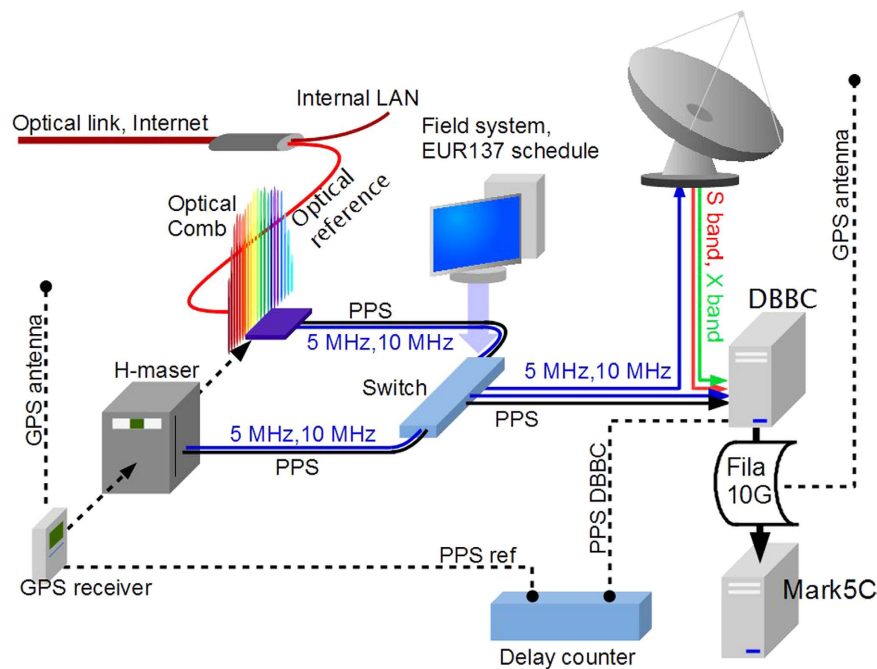 Optical link, Internet
Internal LAN
Field system,
EUR137 schedule
Optical
Comb
Optical
reference
GPS antenna
S band, X band
DBBC
PPS
5 MHz,10 MHz
H-maser
Switch
5 MHz,10 MHz
PPS
GPS antenna
5 MHz,10 MHz
PPS
Fila
10G
PPS DBBC
PPS ref
GPS receiver
Mark5C
Delay counter